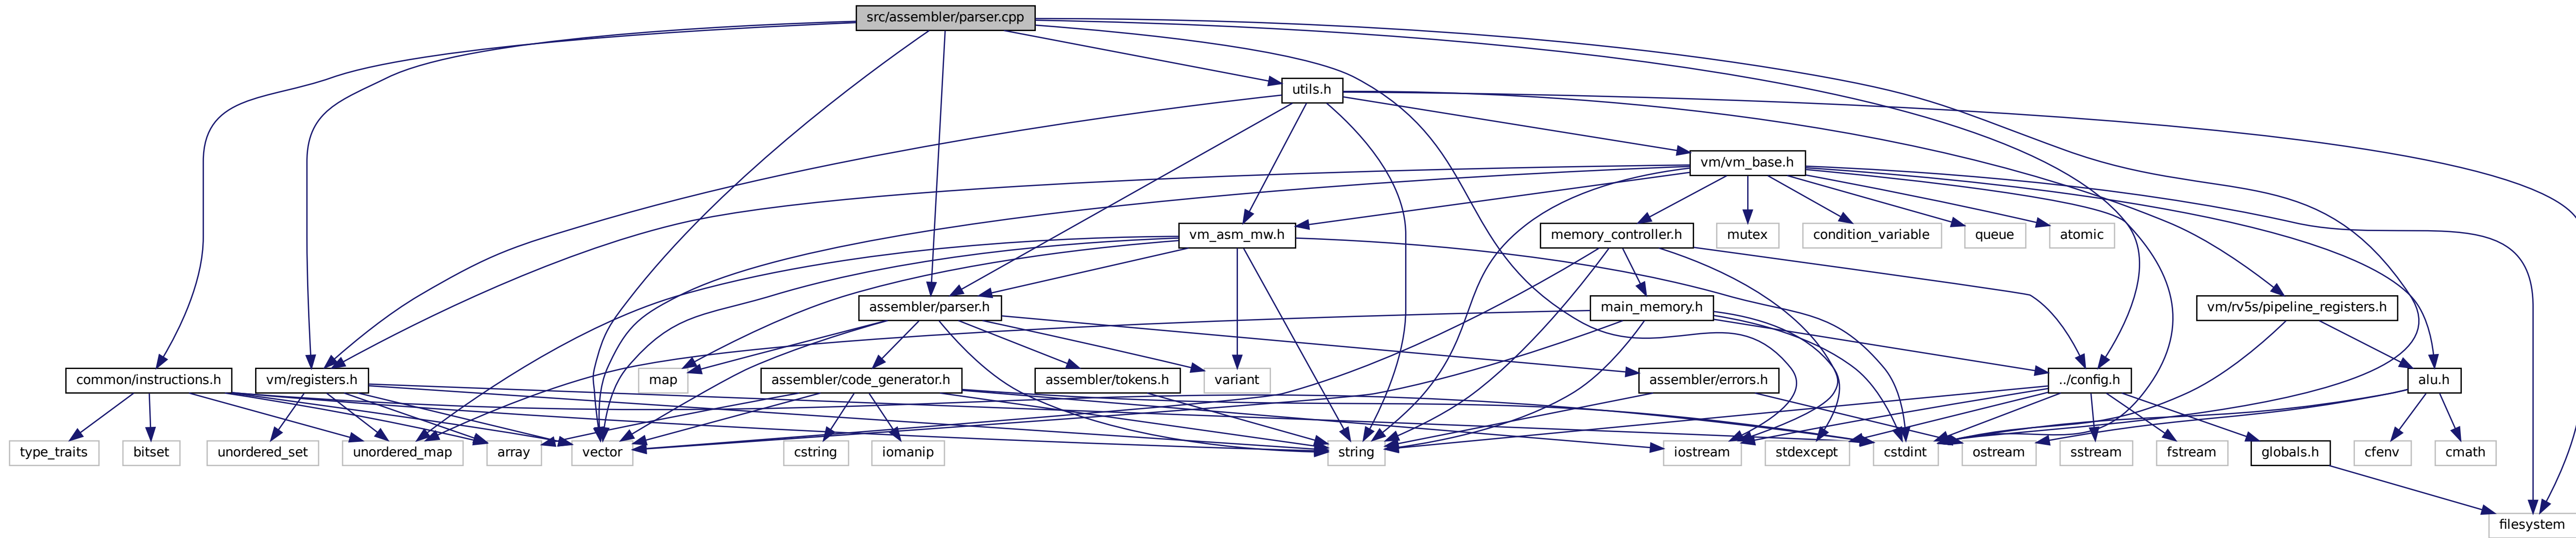 src/assembler/parser.cpp
utils.h
vm/vm_base.h
vm_asm_mw.h
memory_controller.h
mutex
condition_variable
queue
atomic
assembler/parser.h
main_memory.h
vm/rv5s/pipeline_registers.h
common/instructions.h
vm/registers.h
map
assembler/code_generator.h
assembler/tokens.h
variant
assembler/errors.h
../config.h
alu.h
type_traits
bitset
unordered_set
unordered_map
array
vector
cstring
iomanip
string
iostream
stdexcept
cstdint
ostream
sstream
fstream
globals.h
cfenv
cmath
filesystem